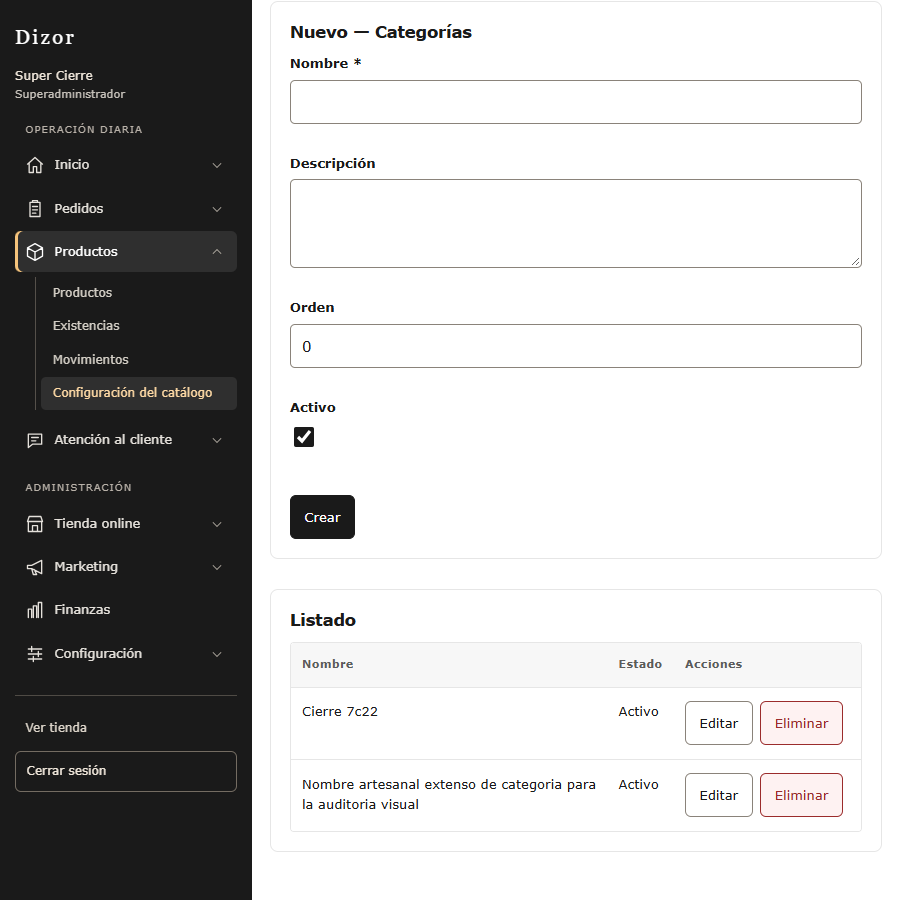 Dizor
Super Cierre
Superadministrador
OPERACIÓN DIARIA
Inicio
Pedidos
Productos
Productos
Existencias
Movimientos
Configuración del catálogo
Atención al cliente
ADMINISTRACIÓN
Tienda online
Marketing
Finanzas
Configuración
Ver tienda
Cerrar sesión
Nuevo — Categorías
Nombre *
Descripción
Orden
0
Activo
Crear
Listado
Nombre Estado Acciones
Cierre 7c22 Activo Editar Eliminar
Nombre artesanal extenso de categoria para Activo Editar Eliminar
la auditoria visual